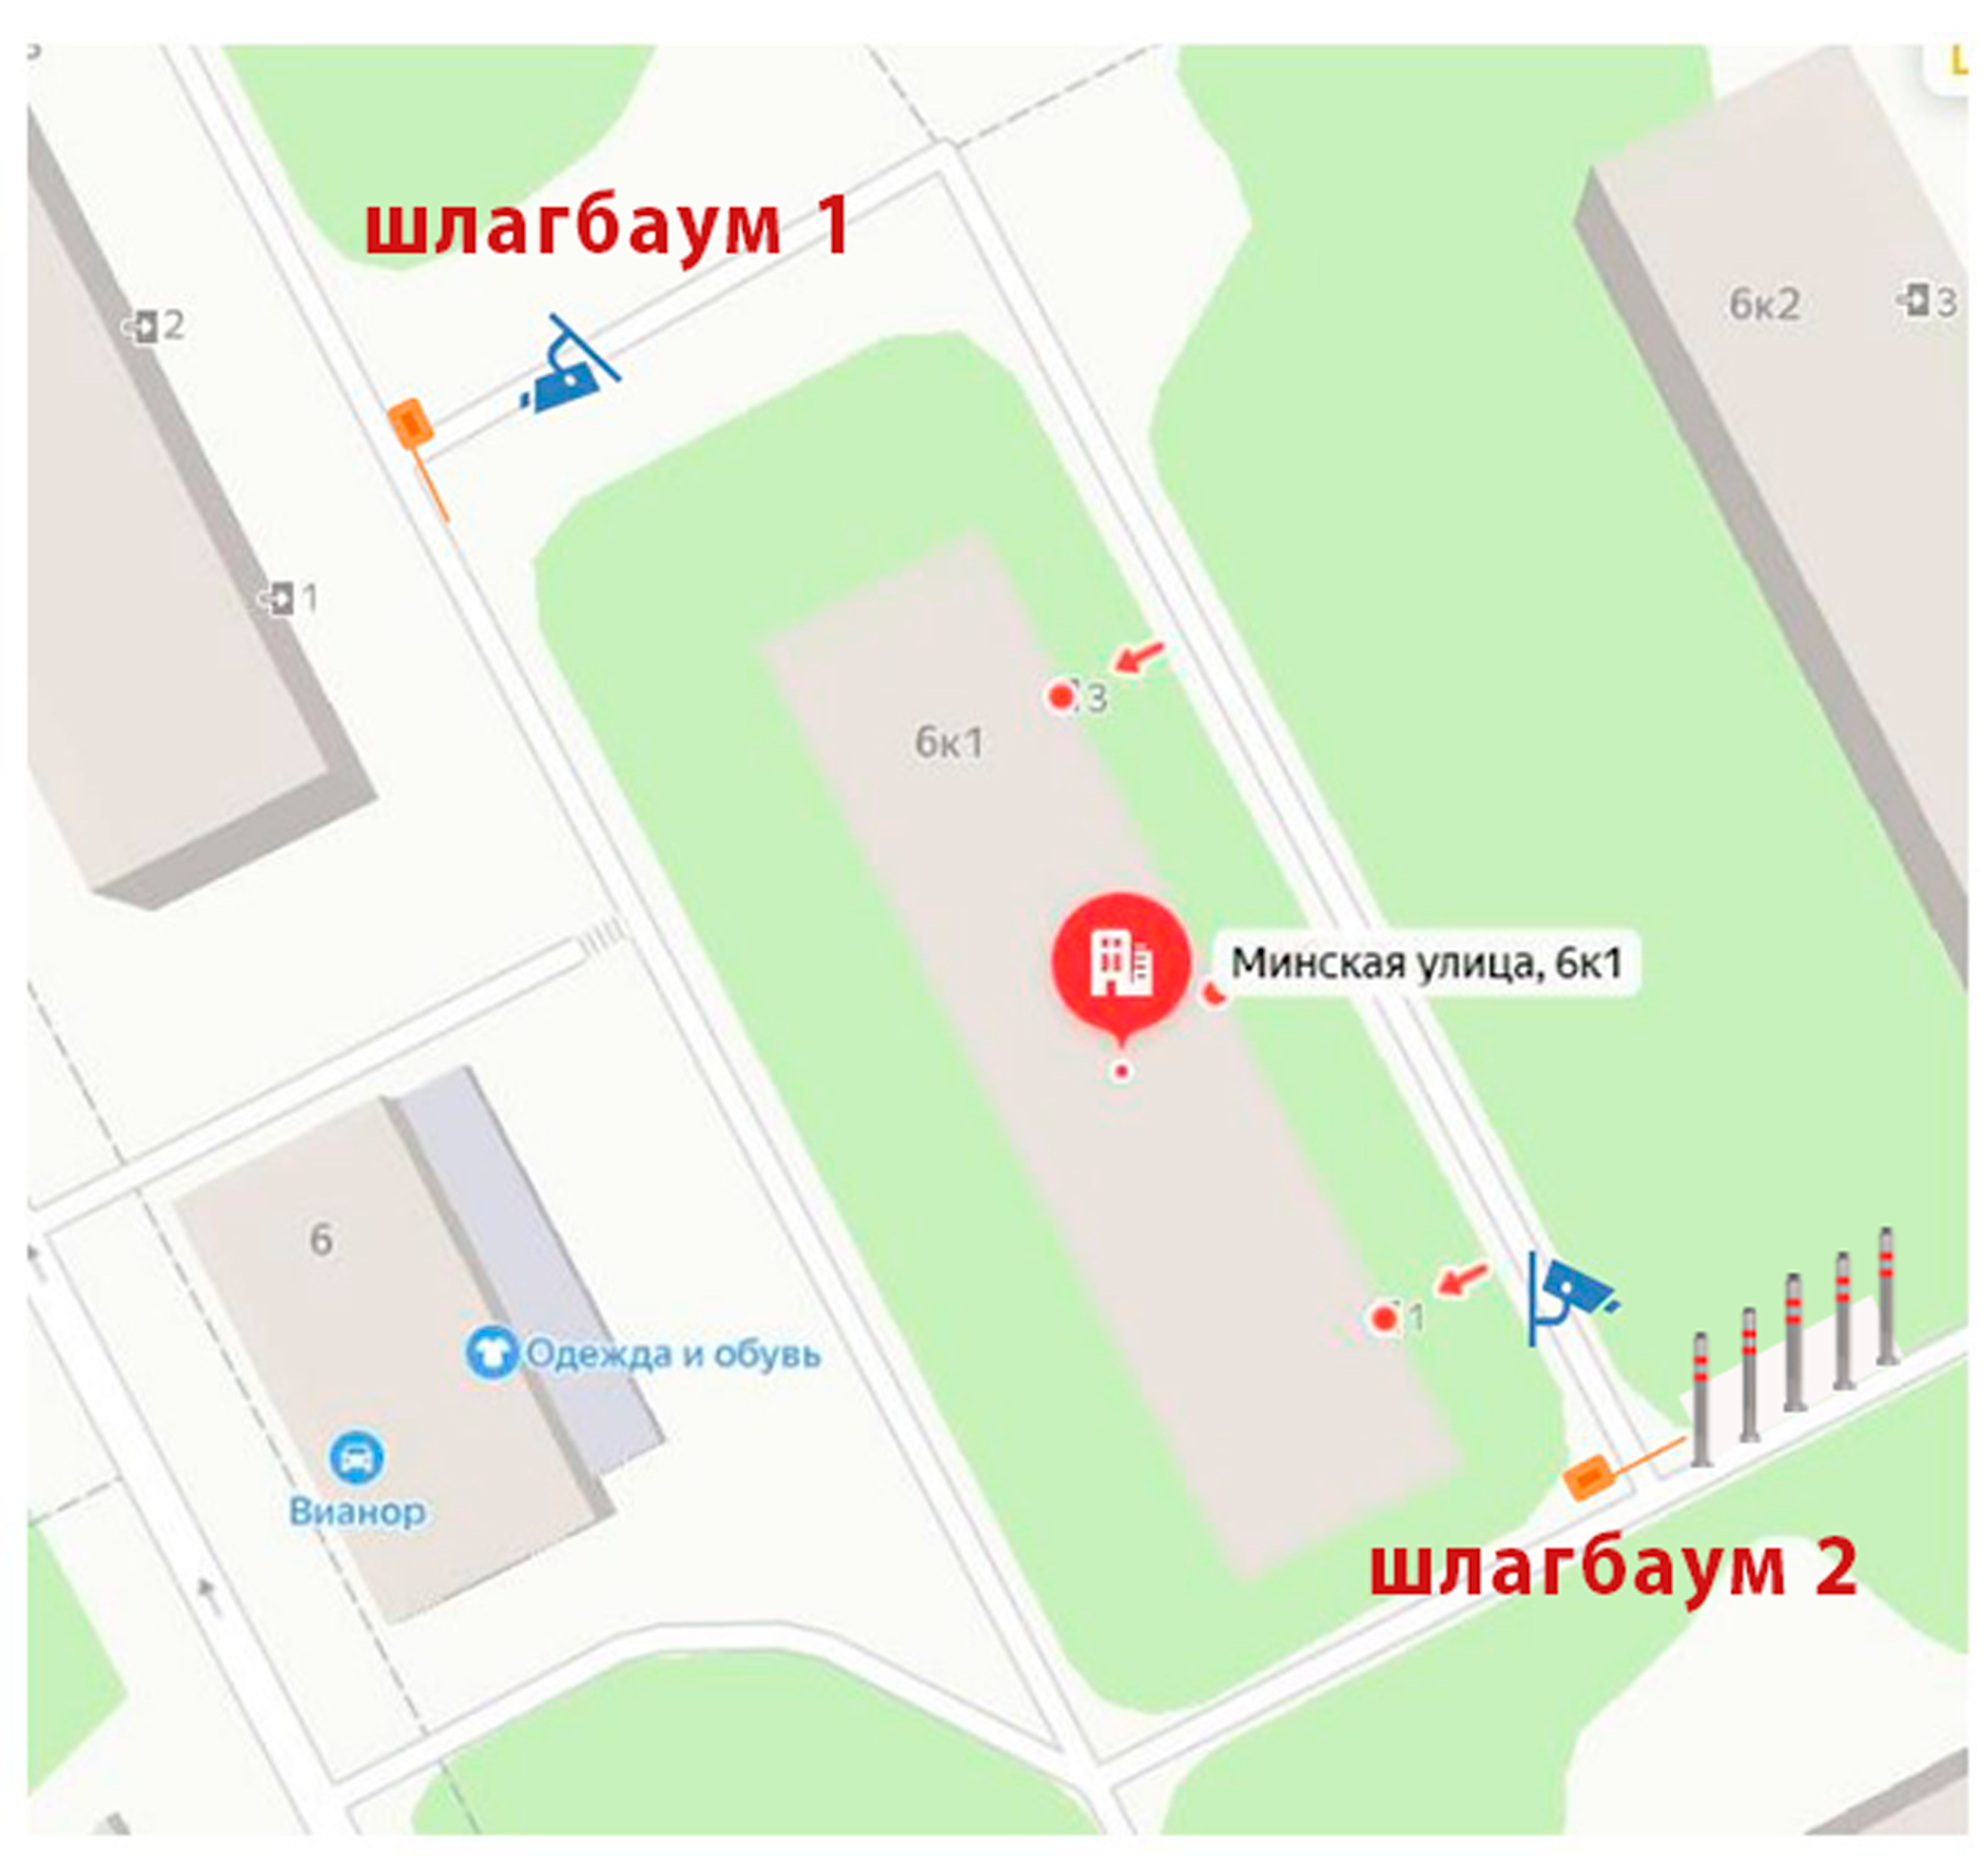 шлагбаум 1
2
6к2
3
1
3
6к1
Минская улица, 6к1
6
1
Одежда и обувь
Вианор
шлагбаум 2